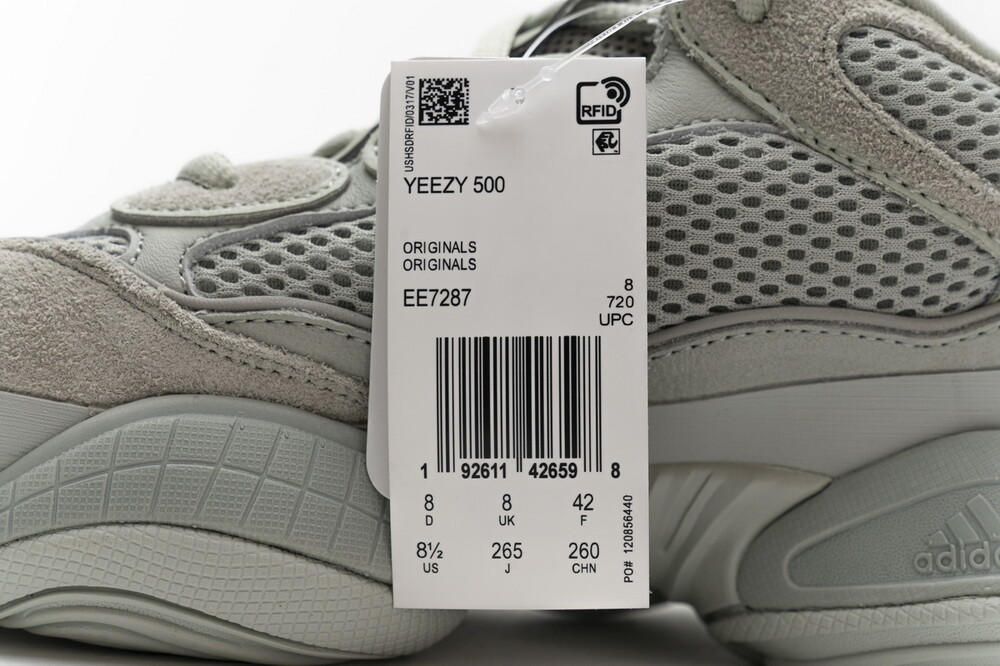 USHSDRFID/0317/V01
RFID
YEEZY 500
ORIGINALS
ORIGINALS
EE7287
8
720
UPC
1 92611 42659 8
8 8 42
D UK F
8½ 265 260
US J CHN
PO# 120856440
adidas